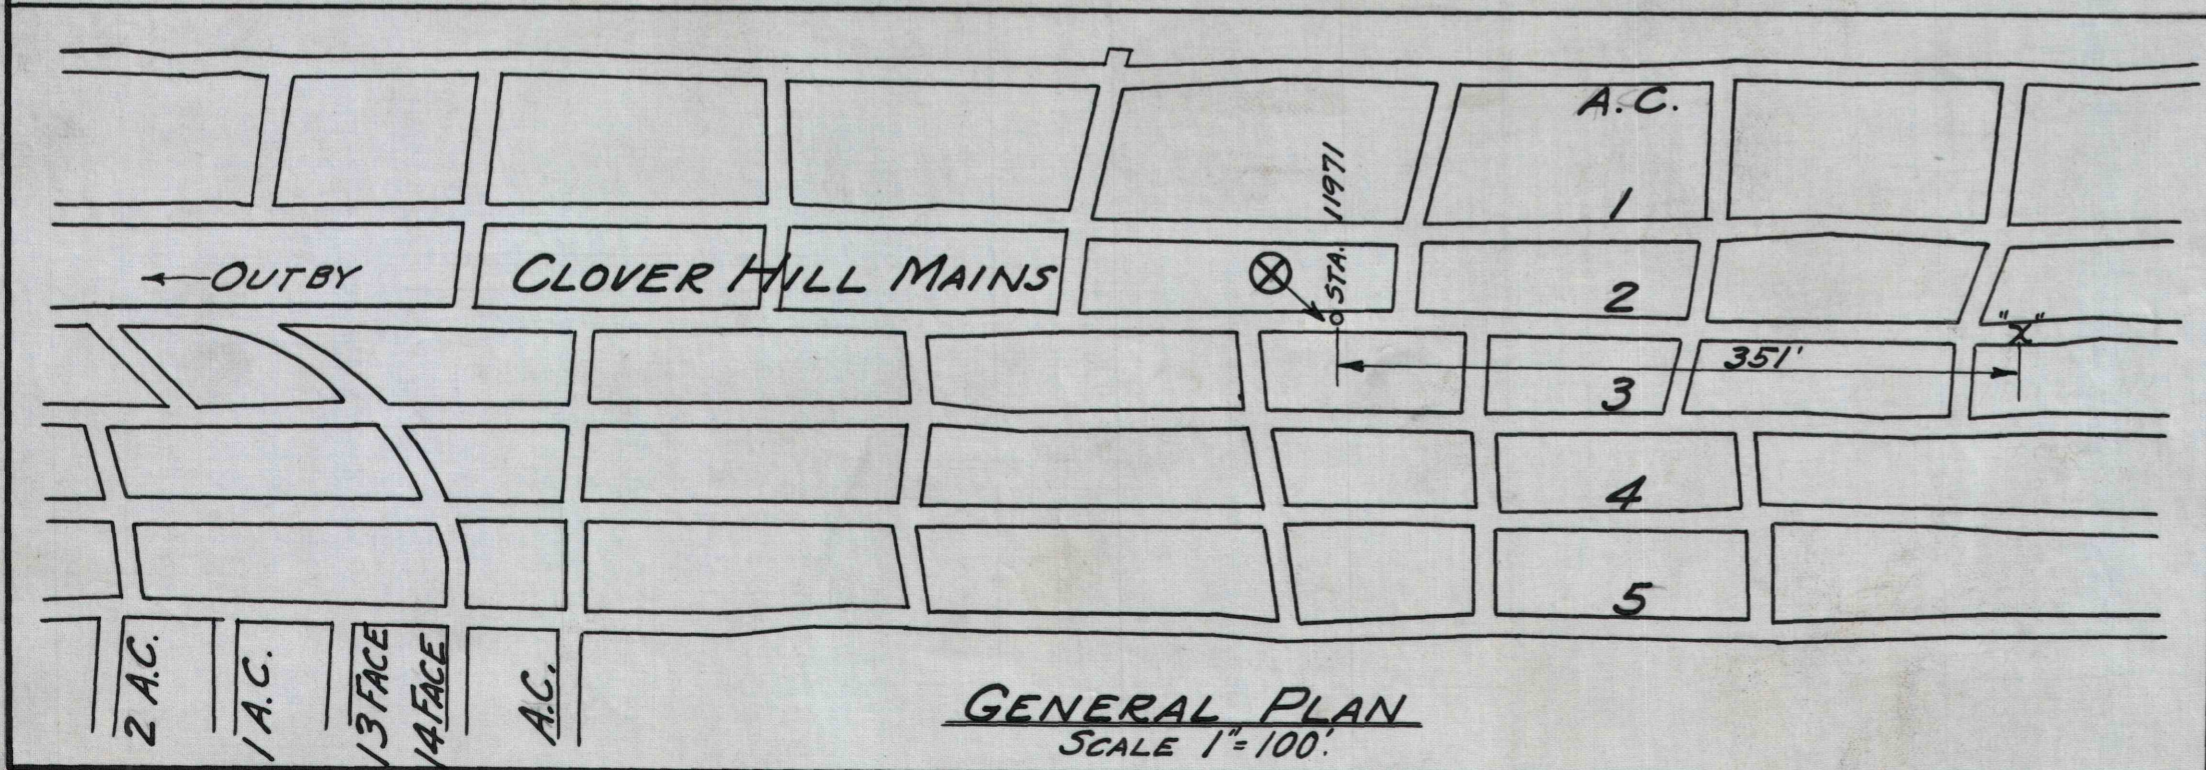 A.C.
1
STA. 11971
⊗
← OUTBY
CLOVER HILL MAINS
2
"X"
351'
3
4
5
2 A.C.
1 A.C.
13 FACE
14 FACE
A.C.
GENERAL PLAN
SCALE 1"=100'.